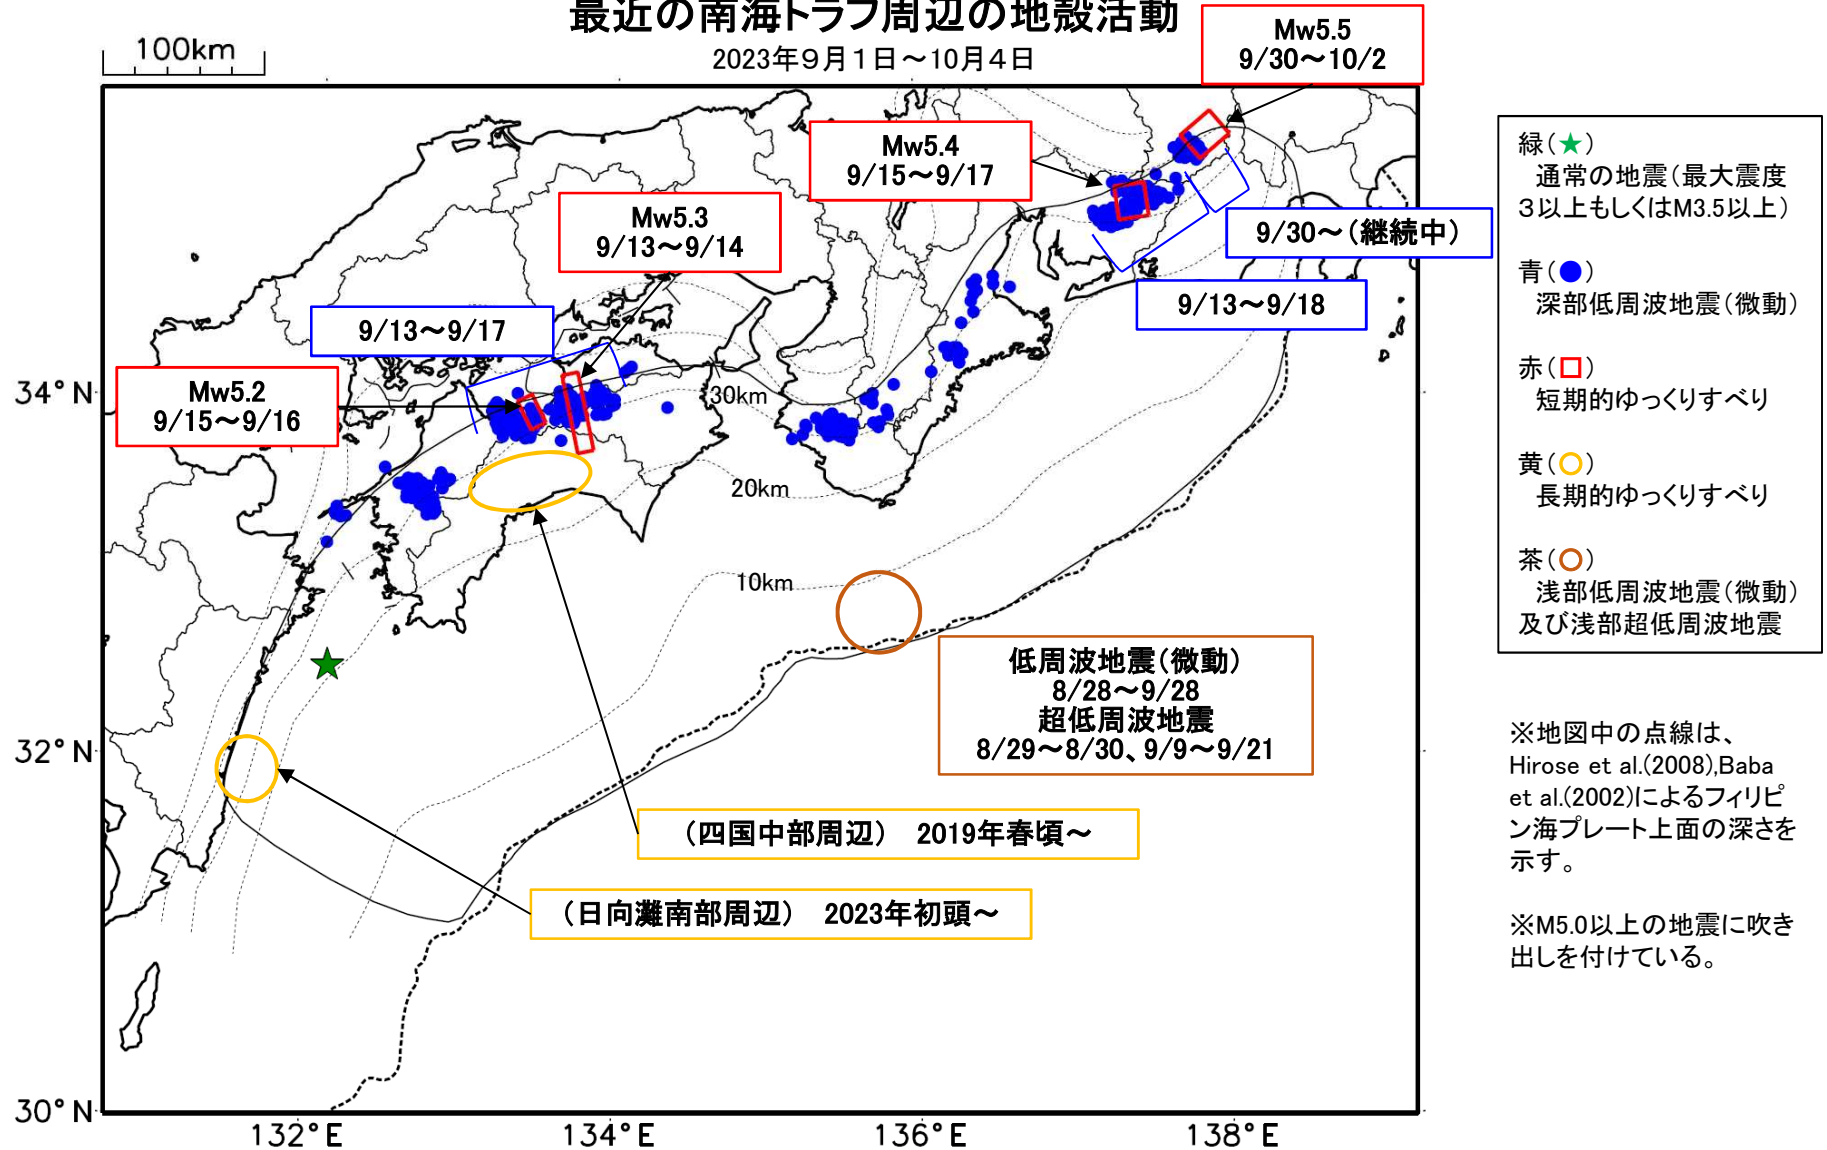 最近の南海トラフ周辺の地殻活動
2023年９月１日～10月４日
100km
Mw5.5
9/30～10/2
Mw5.4
9/15～9/17
Mw5.3
9/13～9/14
9/13～9/17
Mw5.2
9/15～9/16
9/30～（継続中）
9/13～9/18
30km
20km
10km
低周波地震（微動）
8/28～9/28
超低周波地震
8/29～8/30、9/9～9/21
（四国中部周辺）　2019年春頃～
（日向灘南部周辺）　2023年初頭～
34°N
32°N
30°N
132°E
134°E
136°E
138°E
緑（★）
通常の地震（最大震度
３以上もしくはM3.5以上）
青（●）
深部低周波地震（微動）
赤（□）
短期的ゆっくりすべり
黄（○）
長期的ゆっくりすべり
茶（○）
浅部低周波地震（微動）
及び浅部超低周波地震
※地図中の点線は、
Hirose et al.(2008),Baba
et al.(2002)によるフィリピ
ン海プレート上面の深さを
示す。
※M5.0以上の地震に吹き
出しを付けている。